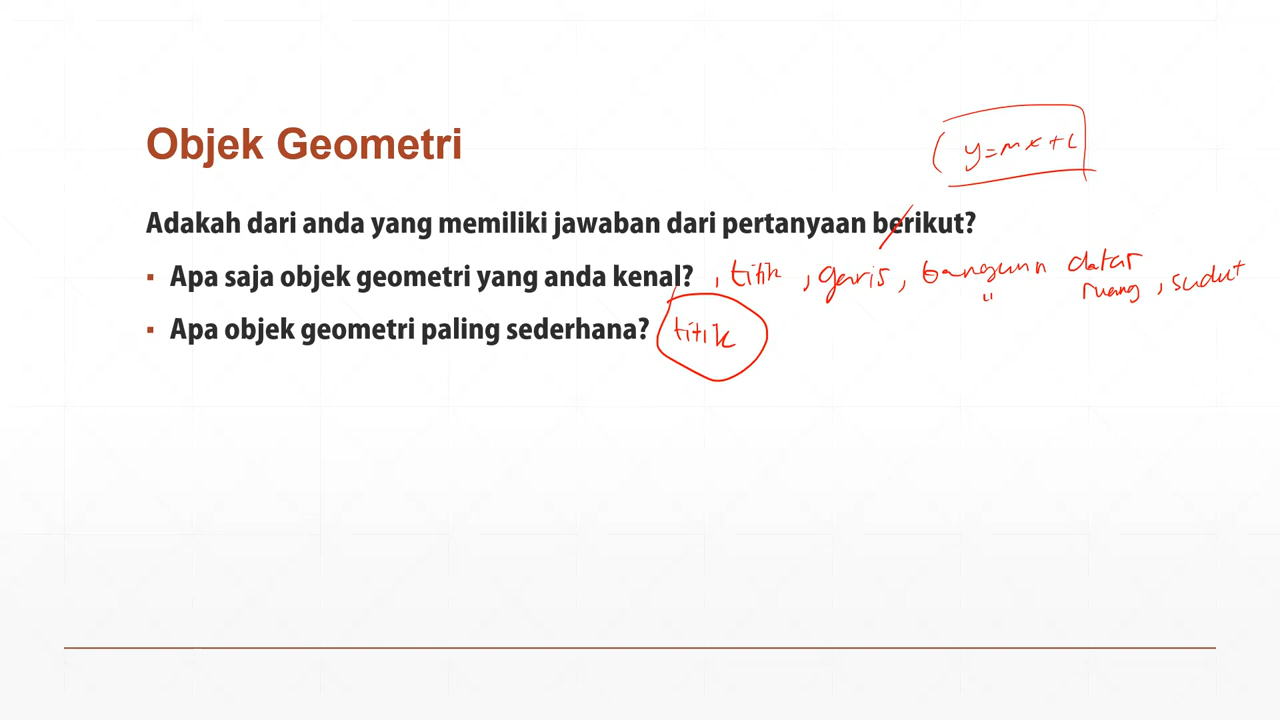 Objek Geometri
( y=mx+c
Adakah dari anda yang memiliki jawaban dari pertanyaan berikut?
▪ Apa saja objek geometri yang anda kenal? , titik , garis , bangun datar
" ruang , sudut
▪ Apa objek geometri paling sederhana? titik